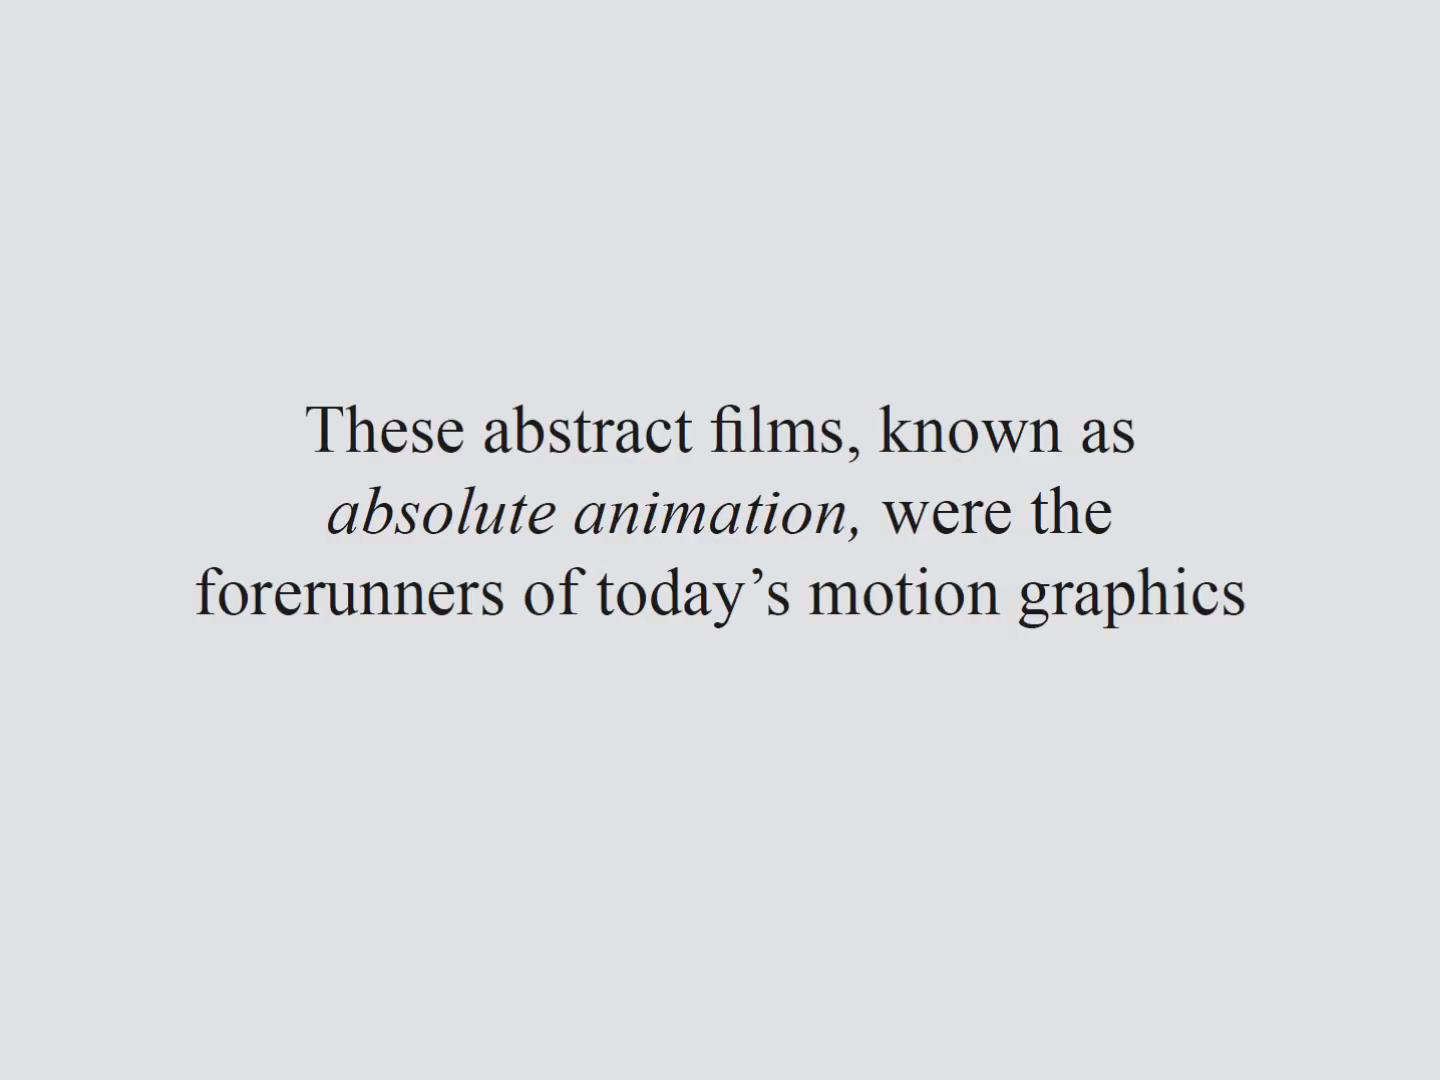 These abstract films, known as
absolute animation, were the
forerunners of today’s motion graphics